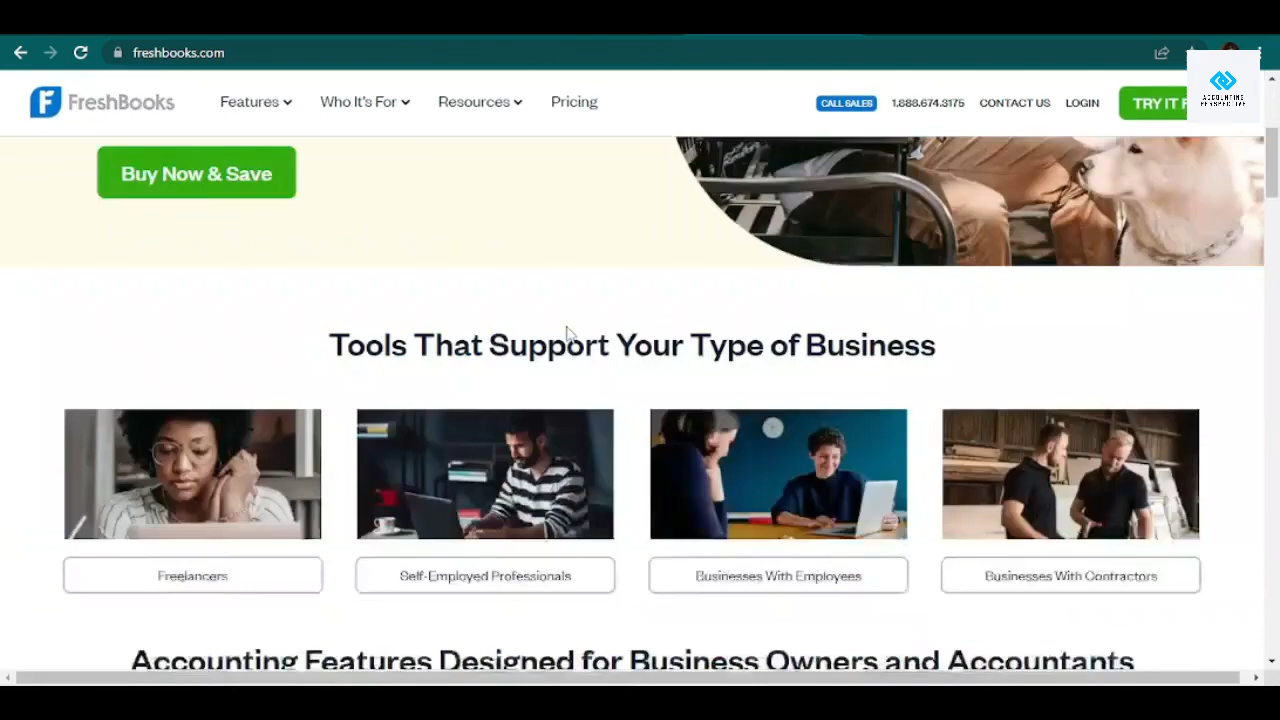 freshbooks.com
FreshBooks
Features
Who It's For
Resources
Pricing
CALL SALES
1.888.674.3175
CONTACT US
LOGIN
TRY IT F
ACCOUNTING
PERSPECTIVE
Buy Now & Save
Tools That Support Your Type of Business
Freelancers
Self-Employed Professionals
Businesses With Employees
Businesses With Contractors
Accounting Features Designed for Business Owners and Accountants